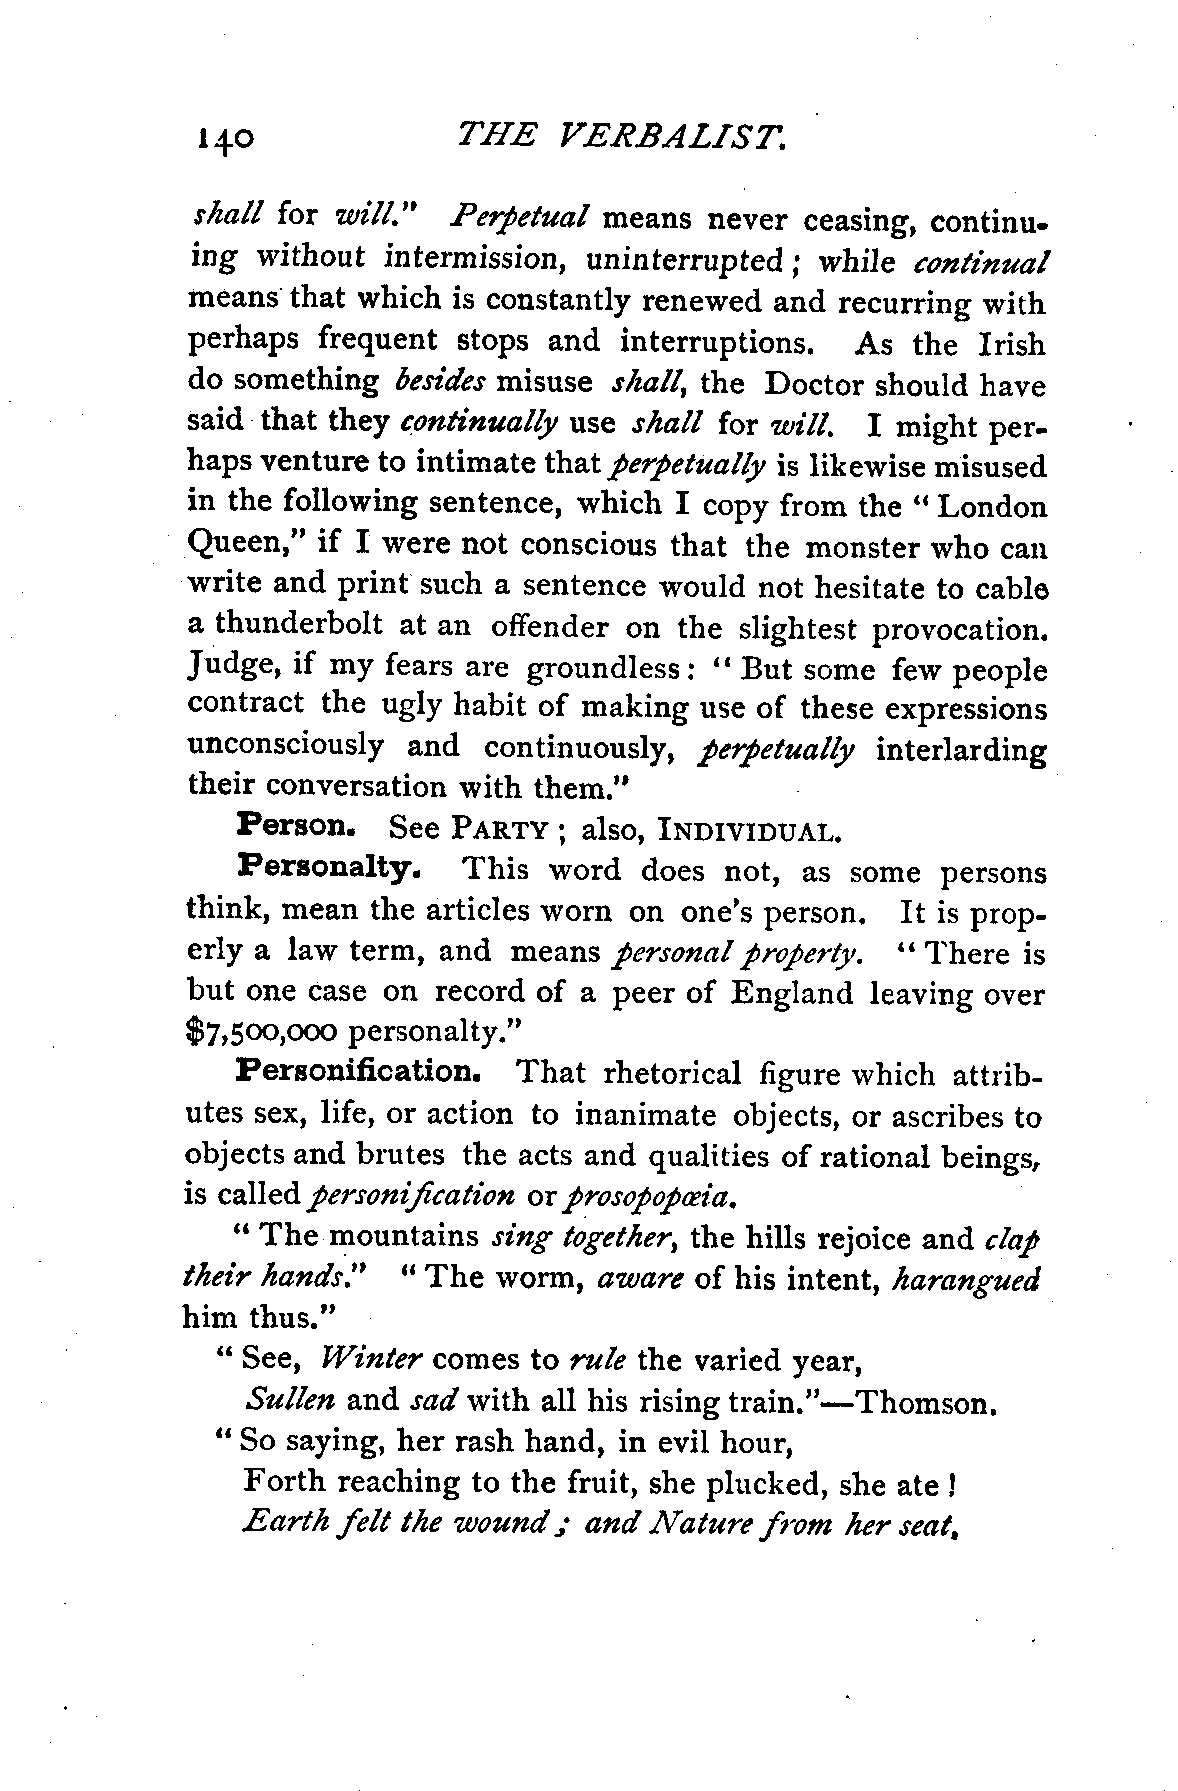 140 THE VERBALIST.
shall for will." Perpetual means never ceasing, continu-
ing without intermission, uninterrupted; while continual
means that which is constantly renewed and recurring with
perhaps frequent stops and interruptions. As the Irish
do something besides misuse shall, the Doctor should have
said that they continually use shall for will. I might per-
haps venture to intimate that perpetually is likewise misused
in the following sentence, which I copy from the "London
Queen," if I were not conscious that the monster who can
write and print such a sentence would not hesitate to cable
a thunderbolt at an offender on the slightest provocation.
Judge, if my fears are groundless: "But some few people
contract the ugly habit of making use of these expressions
unconsciously and continuously, perpetually interlarding
their conversation with them."
Person. See PARTY; also, INDIVIDUAL.
Personalty. This word does not, as some persons
think, mean the articles worn on one's person. It is prop-
erly a law term, and means personal property. "There is
but one case on record of a peer of England leaving over
$7,500,000 personalty."
Personification. That rhetorical figure which attrib-
utes sex, life, or action to inanimate objects, or ascribes to
objects and brutes the acts and qualities of rational beings,
is called personification or prosopopœia.
"The mountains sing together, the hills rejoice and clap
their hands." "The worm, aware of his intent, harangued
him thus."
"See, Winter comes to rule the varied year,
Sullen and sad with all his rising train."—Thomson.
"So saying, her rash hand, in evil hour,
Forth reaching to the fruit, she plucked, she ate!
Earth felt the wound; and Nature from her seat,